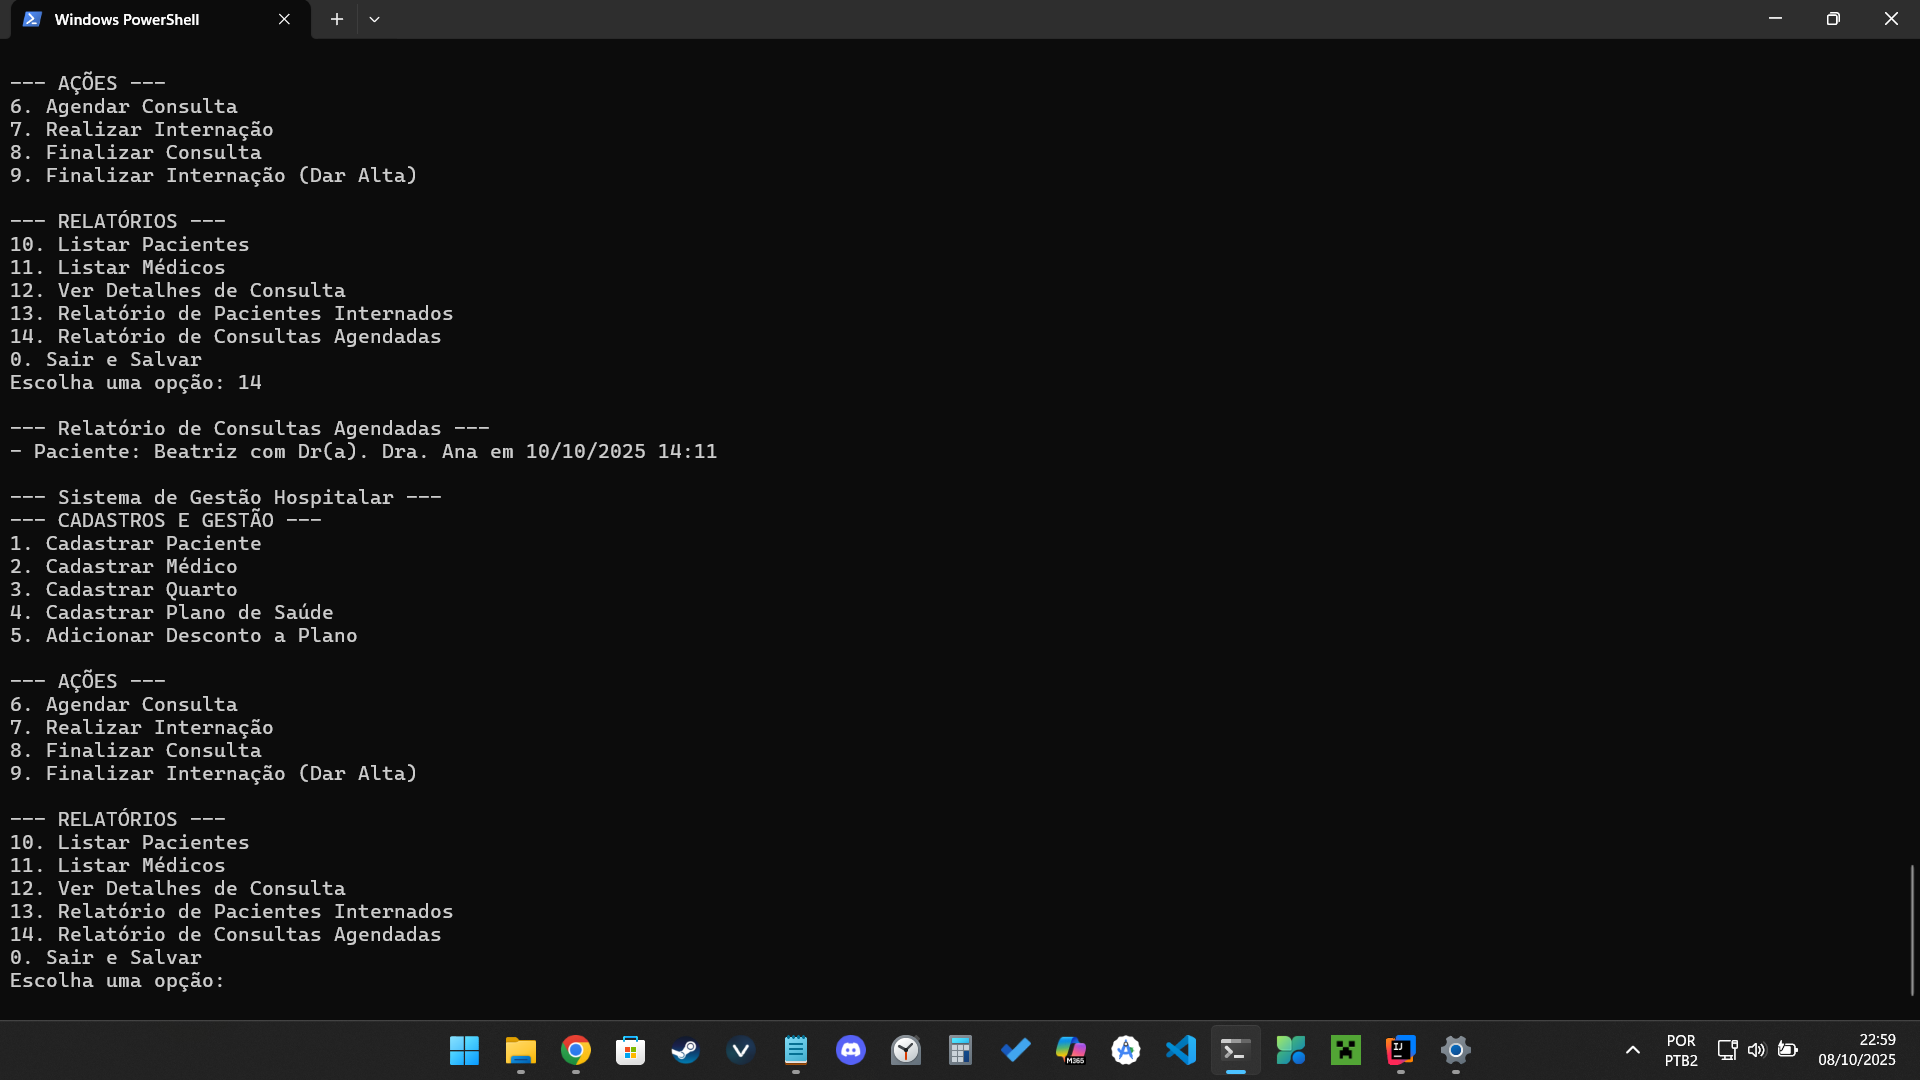 Windows PowerShell
--- AÇÕES ---
6. Agendar Consulta
7. Realizar Internação
8. Finalizar Consulta
9. Finalizar Internação (Dar Alta)
--- RELATÓRIOS ---
10. Listar Pacientes
11. Listar Médicos
12. Ver Detalhes de Consulta
13. Relatório de Pacientes Internados
14. Relatório de Consultas Agendadas
0. Sair e Salvar
Escolha uma opção: 14
--- Relatório de Consultas Agendadas ---
- Paciente: Beatriz com Dr(a). Dra. Ana em 10/10/2025 14:11
--- Sistema de Gestão Hospitalar ---
--- CADASTROS E GESTÃO ---
1. Cadastrar Paciente
2. Cadastrar Médico
3. Cadastrar Quarto
4. Cadastrar Plano de Saúde
5. Adicionar Desconto a Plano
--- AÇÕES ---
6. Agendar Consulta
7. Realizar Internação
8. Finalizar Consulta
9. Finalizar Internação (Dar Alta)
--- RELATÓRIOS ---
10. Listar Pacientes
11. Listar Médicos
12. Ver Detalhes de Consulta
13. Relatório de Pacientes Internados
14. Relatório de Consultas Agendadas
0. Sair e Salvar
Escolha uma opção:
M365
IJ
POR
PTB2
22:59
08/10/2025